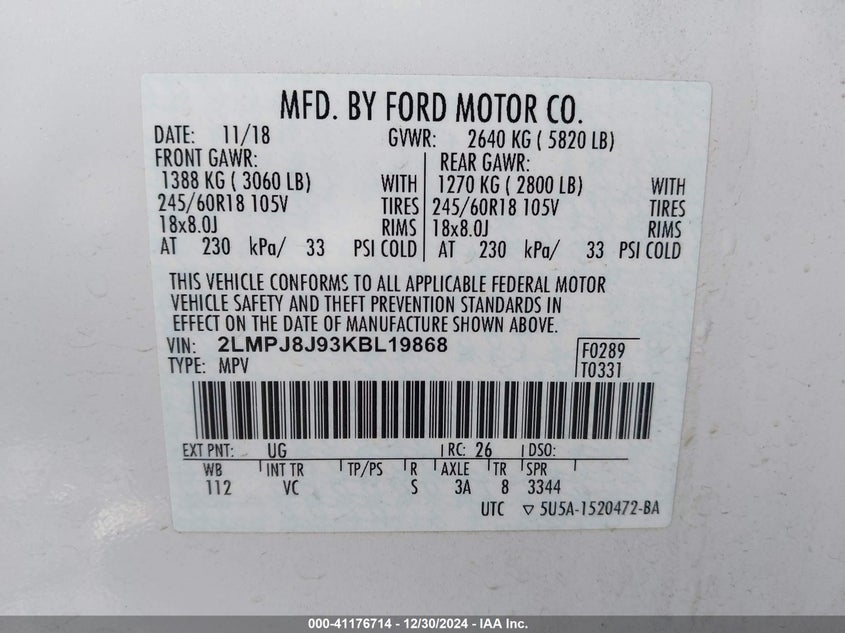 MFD. BY FORD MOTOR CO.
DATE: 11/18 GVWR: 2640 KG ( 5820 LB)
FRONT GAWR: REAR GAWR:
1388 KG ( 3060 LB) WITH 1270 KG ( 2800 LB) WITH
245/60R18 105V TIRES 245/60R18 105V TIRES
18x8.0J RIMS 18x8.0J RIMS
AT 230 kPa/ 33 PSI COLD AT 230 kPa/ 33 PSI COLD
THIS VEHICLE CONFORMS TO ALL APPLICABLE FEDERAL MOTOR
VEHICLE SAFETY AND THEFT PREVENTION STANDARDS IN
EFFECT ON THE DATE OF MANUFACTURE SHOWN ABOVE.
VIN: 2LMPJ8J93KBL19868 F0289
TYPE: MPV T0331
EXT PNT: UG RC: 26 DSO:
WB INT TR TP/PS R AXLE TR SPR
112 VC S 3A 8 3344
UTC ▽ 5U5A-1520472-BA
000-41176714 - 12/30/2024 - IAA Inc.